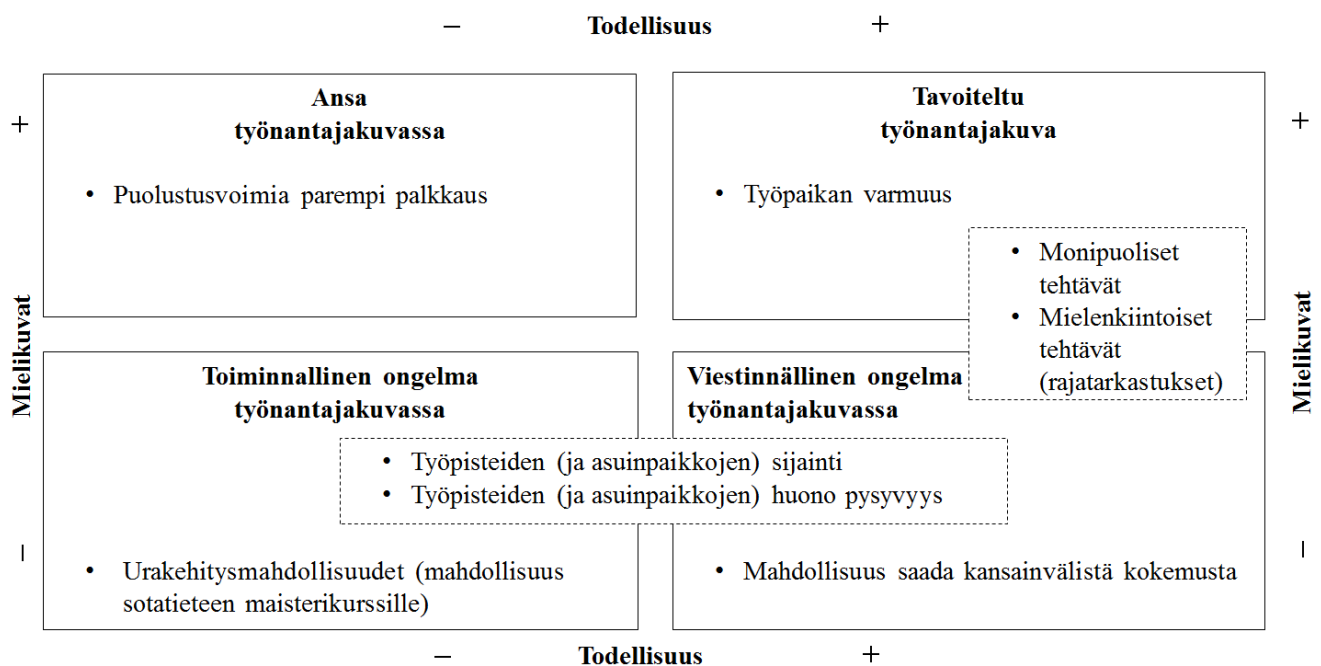 – Todellisuus +
Ansa
työnantajakuvassa
• Puolustusvoimia parempi palkkaus
Tavoiteltu
työnantajakuva
• Työpaikan varmuus
• Monipuoliset
tehtävät
• Mielenkiintoiset
tehtävät
(rajatarkastukset)
+
Mielikuvat
–
+
Mielikuvat
–
Toiminnallinen ongelma
työnantajakuvassa
Viestinnällinen ongelma
työnantajakuvassa
• Työpisteiden (ja asuinpaikkojen) sijainti
• Työpisteiden (ja asuinpaikkojen) huono pysyvyys
• Urakehitysmahdollisuudet (mahdollisuus
sotatieteen maisterikurssille)
• Mahdollisuus saada kansainvälistä kokemusta
– Todellisuus +